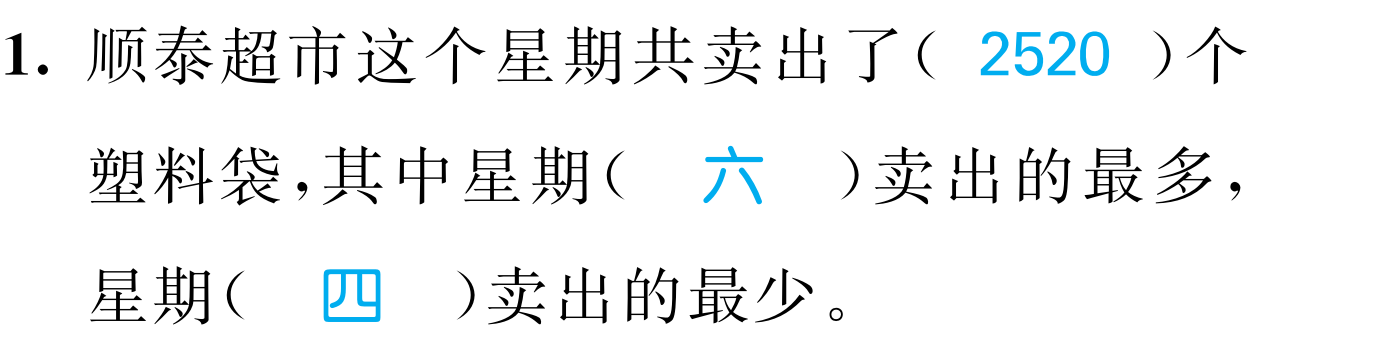 1. 顺泰超市这个星期共卖出了( 2520 )个
塑料袋,其中星期( 六 )卖出的最多,
星期( 四 )卖出的最少。